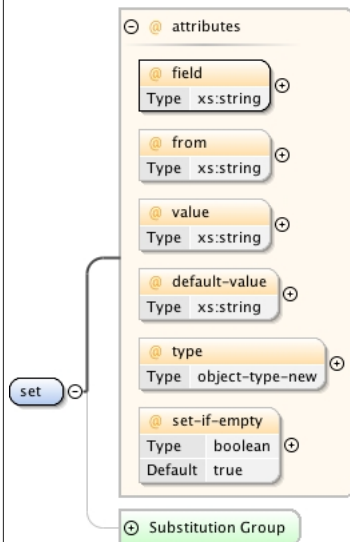 @ attributes
@ field
Type xs:string
@ from
Type xs:string
@ value
Type xs:string
@ default-value
Type xs:string
@ type
Type object-type-new
set
@ set-if-empty
Type boolean
Default true
Substitution Group